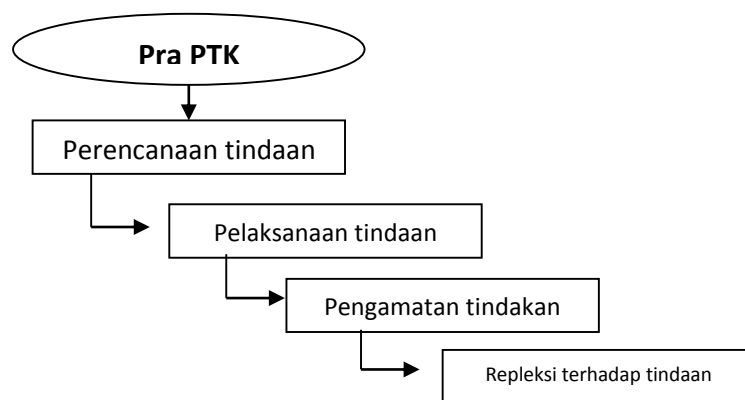 Pra PTK
Perencanaan tindaan
Pelaksanaan tindaan
Pengamatan tindakan
Repleksi terhadap tindaan